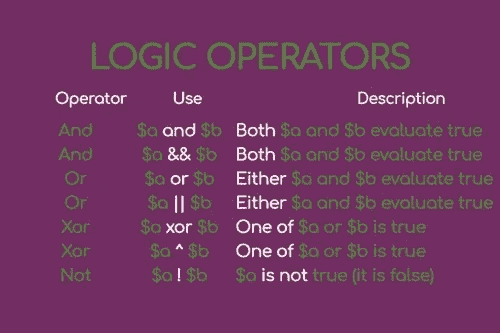 LOGIC OPERATORS
Operator Use Description
And $a and $b Both $a and $b evaluate true
And $a && $b Both $a and $b evaluate true
Or $a or $b Either $a and $b evaluate true
Or $a || $b Either $a and $b evaluate true
Xor $a xor $b One of $a or $b is true
Xor $a ^ $b One of $a or $b is true
Not $a ! $b $a is not true (it is false)